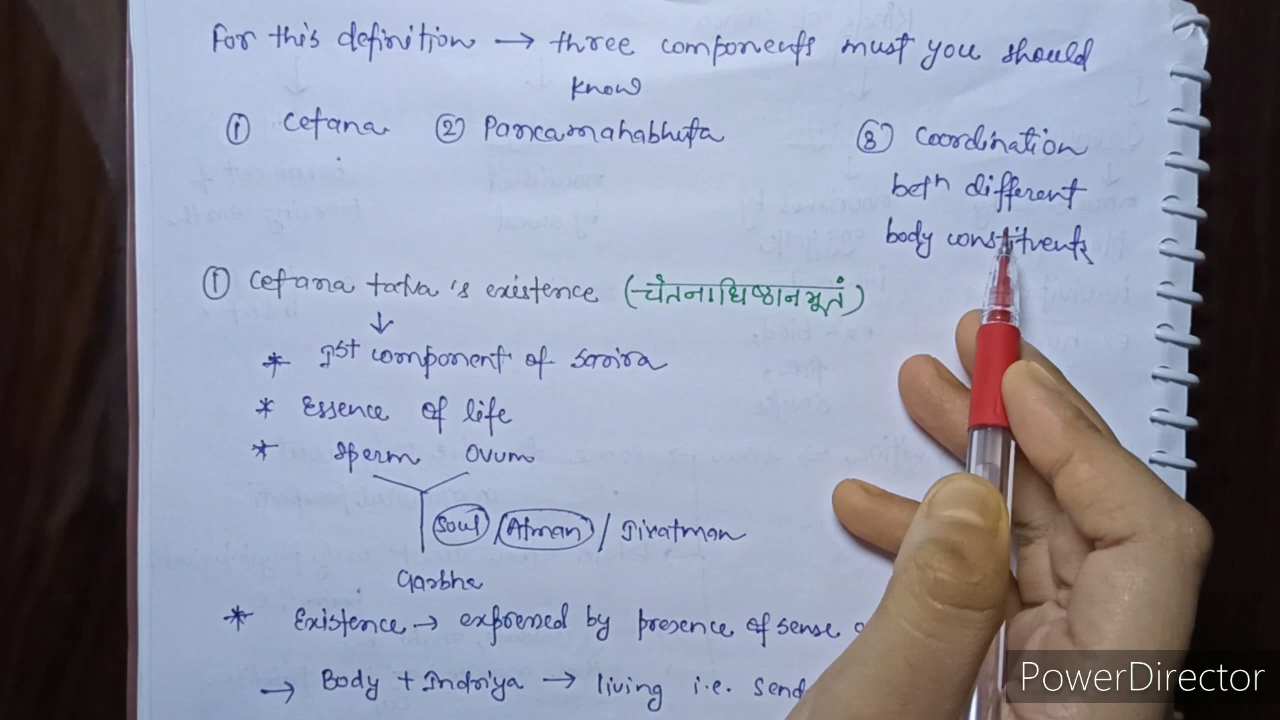 For this definition → three components must you should
know
① Cetana ② Pancamahabhuta ③ Coordination
betn different
body constituents
① Cetana tatva's existence (चेतनाधिष्ठानभूतं)
↓
* Ist component of sarira
* Essence of life
* Sperm Ovum
Soul / Atman / Jivatman
Garbha
* Existence → expressed by presence of sense
→ Body + Indriya → living i.e.
PowerDirector